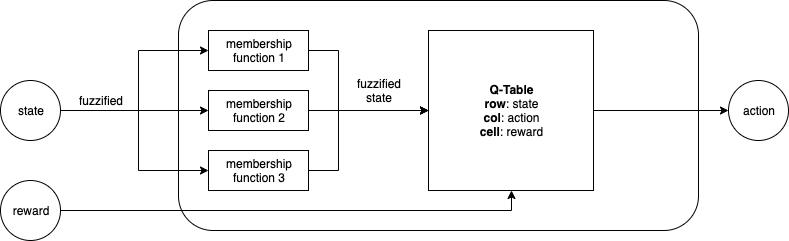 state
fuzzified
membership
function 1
membership
function 2
membership
function 3
fuzzified
state
Q-Table
row: state
col: action
cell: reward
action
reward